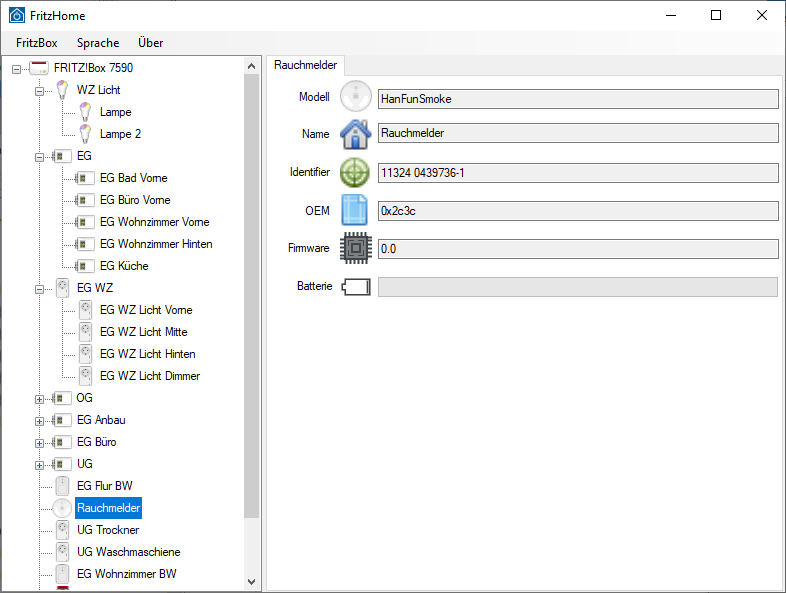 FritzHome
FritzBox Sprache Über
FRITZ!Box 7590
WZ Licht
Lampe
Lampe 2
EG
EG Bad Vorne
EG Büro Vorne
EG Wohnzimmer Vorne
EG Wohnzimmer Hinten
EG Küche
EG WZ
EG WZ Licht Vorne
EG WZ Licht Mitte
EG WZ Licht Hinten
EG WZ Licht Dimmer
OG
EG Anbau
EG Büro
UG
EG Flur BW
Rauchmelder
UG Trockner
UG Waschmaschiene
EG Wohnzimmer BW
Rauchmelder
Modell HanFunSmoke
Name Rauchmelder
Identifier 11324 0439736-1
OEM 0x2c3c
Firmware 0.0
Batterie